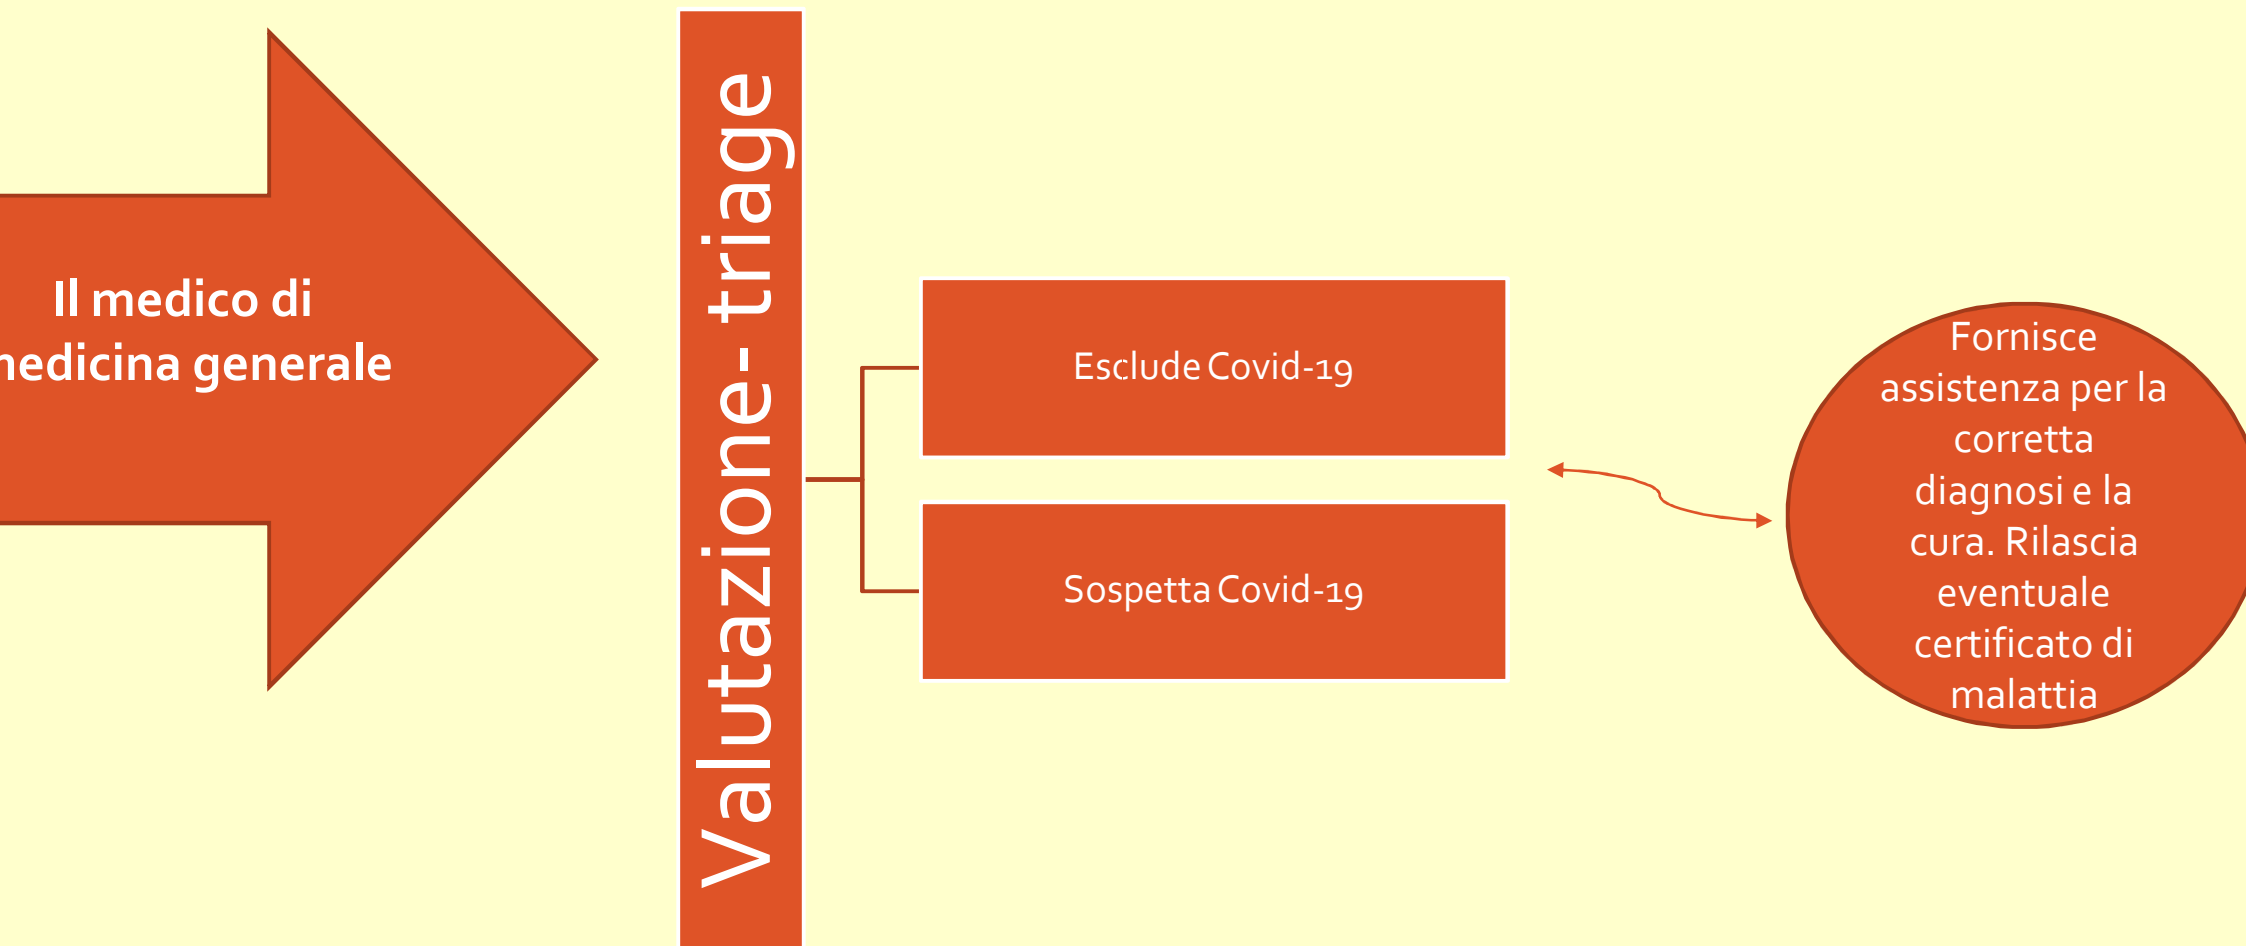 Il medico di
medicina generale
Valutazione- triage
Esclude Covid-19
Sospetta Covid-19
Fornisce
assistenza per la
corretta
diagnosi e la
cura. Rilascia
eventuale
certificato di
malattia